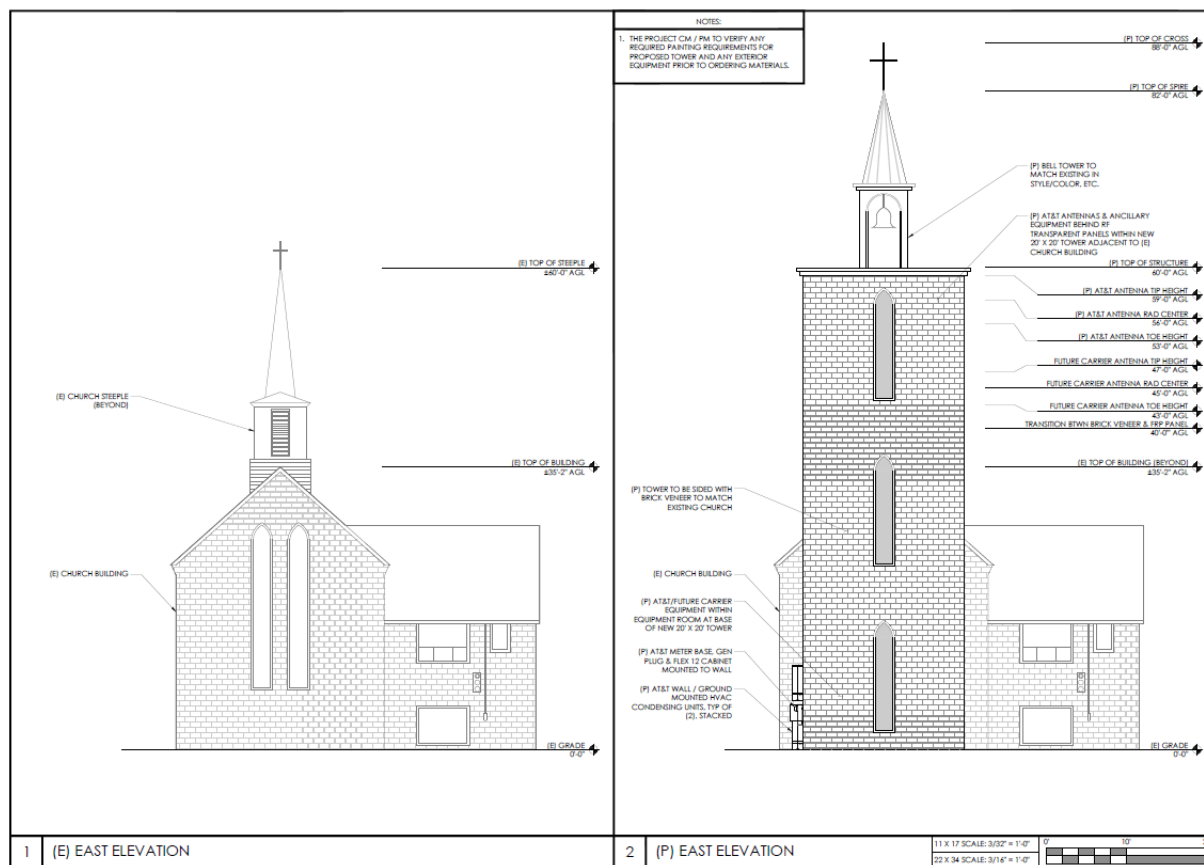 (E) TOP OF STEEPLE
±60'-0" AGL
(E) CHURCH STEEPLE
(BEYOND)
(E) TOP OF BUILDING
±35'-2" AGL
(E) CHURCH BUILDING
(E) GRADE
0'-0"
1 (E) EAST ELEVATION
NOTES:
1. THE PROJECT CM / PM TO VERIFY ANY
REQUIRED PAINTING REQUIREMENTS FOR
PROPOSED TOWER AND ANY EXTERIOR
EQUIPMENT PRIOR TO ORDERING MATERIALS.
(P) TOP OF CROSS
88'-0" AGL
(P) TOP OF SPIRE
82'-0" AGL
(P) BELL TOWER TO
MATCH EXISTING IN
STYLE/COLOR, ETC.
(P) AT&T ANTENNAS & ANCILLARY
EQUIPMENT BEHIND RF
TRANSPARENT PANELS WITHIN NEW
20' X 20' TOWER ADJACENT TO (E)
CHURCH BUILDING
(P) TOP OF STRUCTURE
60'-0" AGL
(P) AT&T ANTENNA TIP HEIGHT
59'-0" AGL
(P) AT&T ANTENNA RAD CENTER
56'-0" AGL
(P) AT&T ANTENNA TOE HEIGHT
53'-0" AGL
FUTURE CARRIER ANTENNA TIP HEIGHT
47'-0" AGL
FUTURE CARRIER ANTENNA RAD CENTER
45'-0" AGL
FUTURE CARRIER ANTENNA TOE HEIGHT
43'-0" AGL
TRANSITION BTWN BRICK VENEER & FRP PANEL
40'-0" AGL
(E) TOP OF BUILDING (BEYOND)
±35'-2" AGL
(P) TOWER TO BE SIDED WITH
BRICK VENEER TO MATCH
EXISTING CHURCH
(E) CHURCH BUILDING
(P) AT&T/FUTURE CARRIER
EQUIPMENT WITHIN
EQUIPMENT ROOM AT BASE
OF NEW 20' X 20' TOWER
(P) AT&T METER BASE, GEN
PLUG & FLEX 12 CABINET
MOUNTED TO WALL
(P) AT&T WALL / GROUND
MOUNTED HVAC
CONDENSING UNITS, TYP OF
(2), STACKED
(E) GRADE
0'-0"
2 (P) EAST ELEVATION
11 X 17 SCALE: 3/32" = 1'-0"
22 X 34 SCALE: 3/16" = 1'-0"
0' 10'